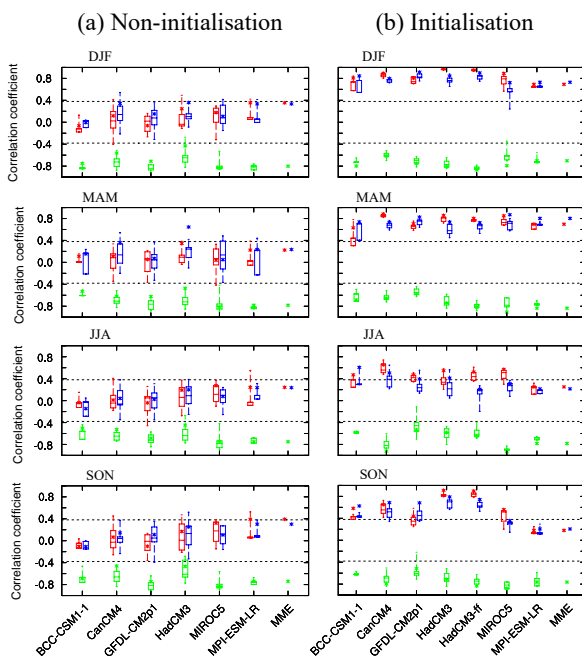 (a) Non-initialisation (b) Initialisation
DJF DJF
Correlation coefficient
0.8
0.4
0.0
-0.4
-0.8
MAM MAM
Correlation coefficient
0.8
0.4
0.0
-0.4
-0.8
JJA JJA
Correlation coefficient
0.8
0.4
0.0
-0.4
-0.8
SON SON
Correlation coefficient
0.8
0.4
0.0
-0.4
-0.8
BCC-CSM1-1 CanCM4 GFDL-CM2p1 HadCM3 MIROC5 MPI-ESM-LR MME BCC-CSM1-1 CanCM4 GFDL-CM2p1 HadCM3 HadCM3-ff MIROC5 MPI-ESM-LR MME